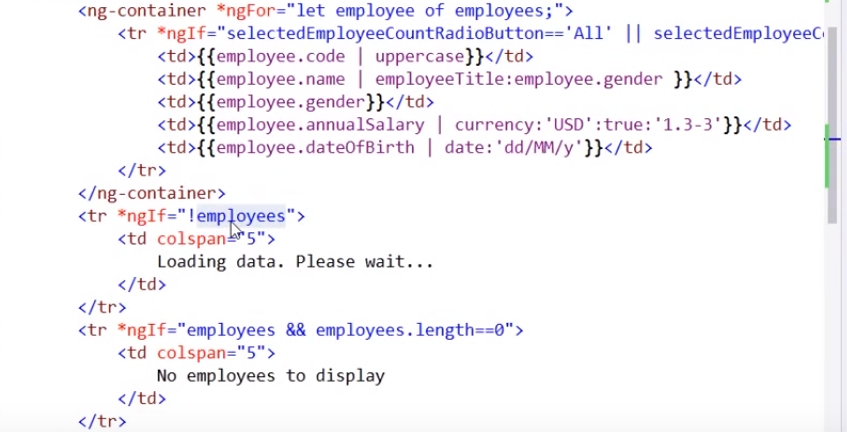 <ng-container *ngFor="let employee of employees;">
<tr *ngIf="selectedEmployeeCountRadioButton=='All' || selectedEmployeeC
<td>{{employee.code | uppercase}}</td>
<td>{{employee.name | employeeTitle:employee.gender }}</td>
<td>{{employee.gender}}</td>
<td>{{employee.annualSalary | currency:'USD':true:'1.3-3'}}</td>
<td>{{employee.dateOfBirth | date:'dd/MM/y'}}</td>
</tr>
</ng-container>
<tr *ngIf="!employees">
<td colspan="5">
Loading data. Please wait...
</td>
</tr>
<tr *ngIf="employees && employees.length==0">
<td colspan="5">
No employees to display
</td>
</tr>